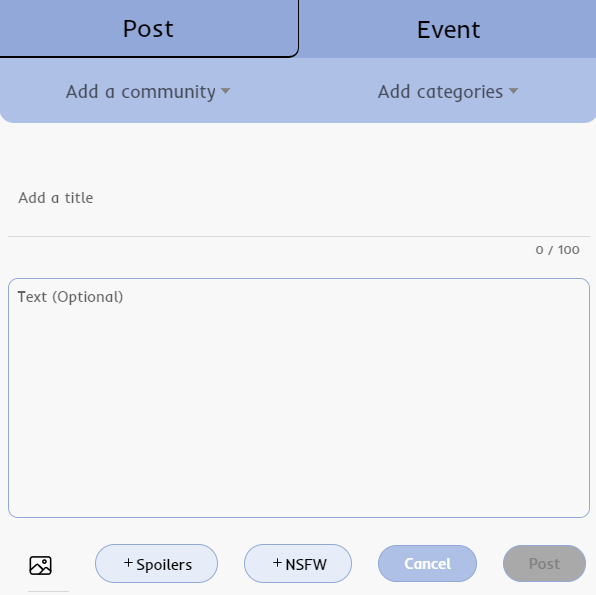 Post Event
Add a community Add categories
Add a title
0 / 100
Text (Optional)
+ Spoilers + NSFW Cancel Post